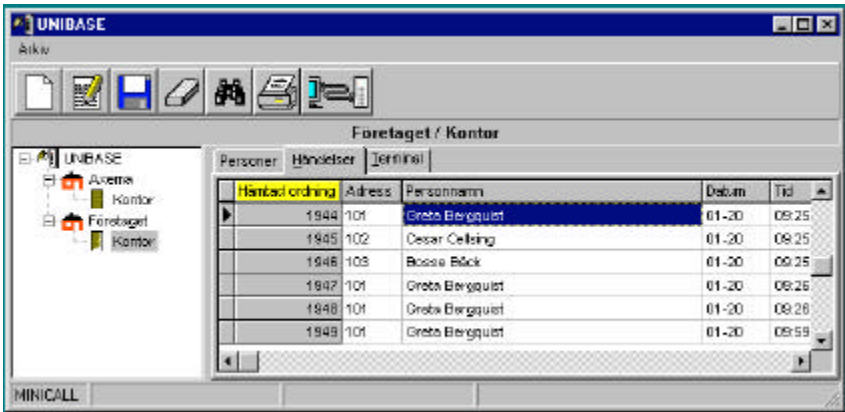 UNIBASE
Arkiv
Företaget / Kontor
UNIBASE
Axema
Kontor
Företaget
Kontor
Personer Händelser Terminal
Hämtad ordning Adress Personnamn Datum Tid
1944 101 Greta Bergquist 01-20 09:25
1945 102 Cesar Cellsing 01-20 09:25
1946 103 Bosse Bäck 01-20 09:25
1947 101 Greta Bergquist 01-20 09:26
1948 101 Greta Bergquist 01-20 09:26
1949 101 Greta Bergquist 01-20 09:59
MINICALL